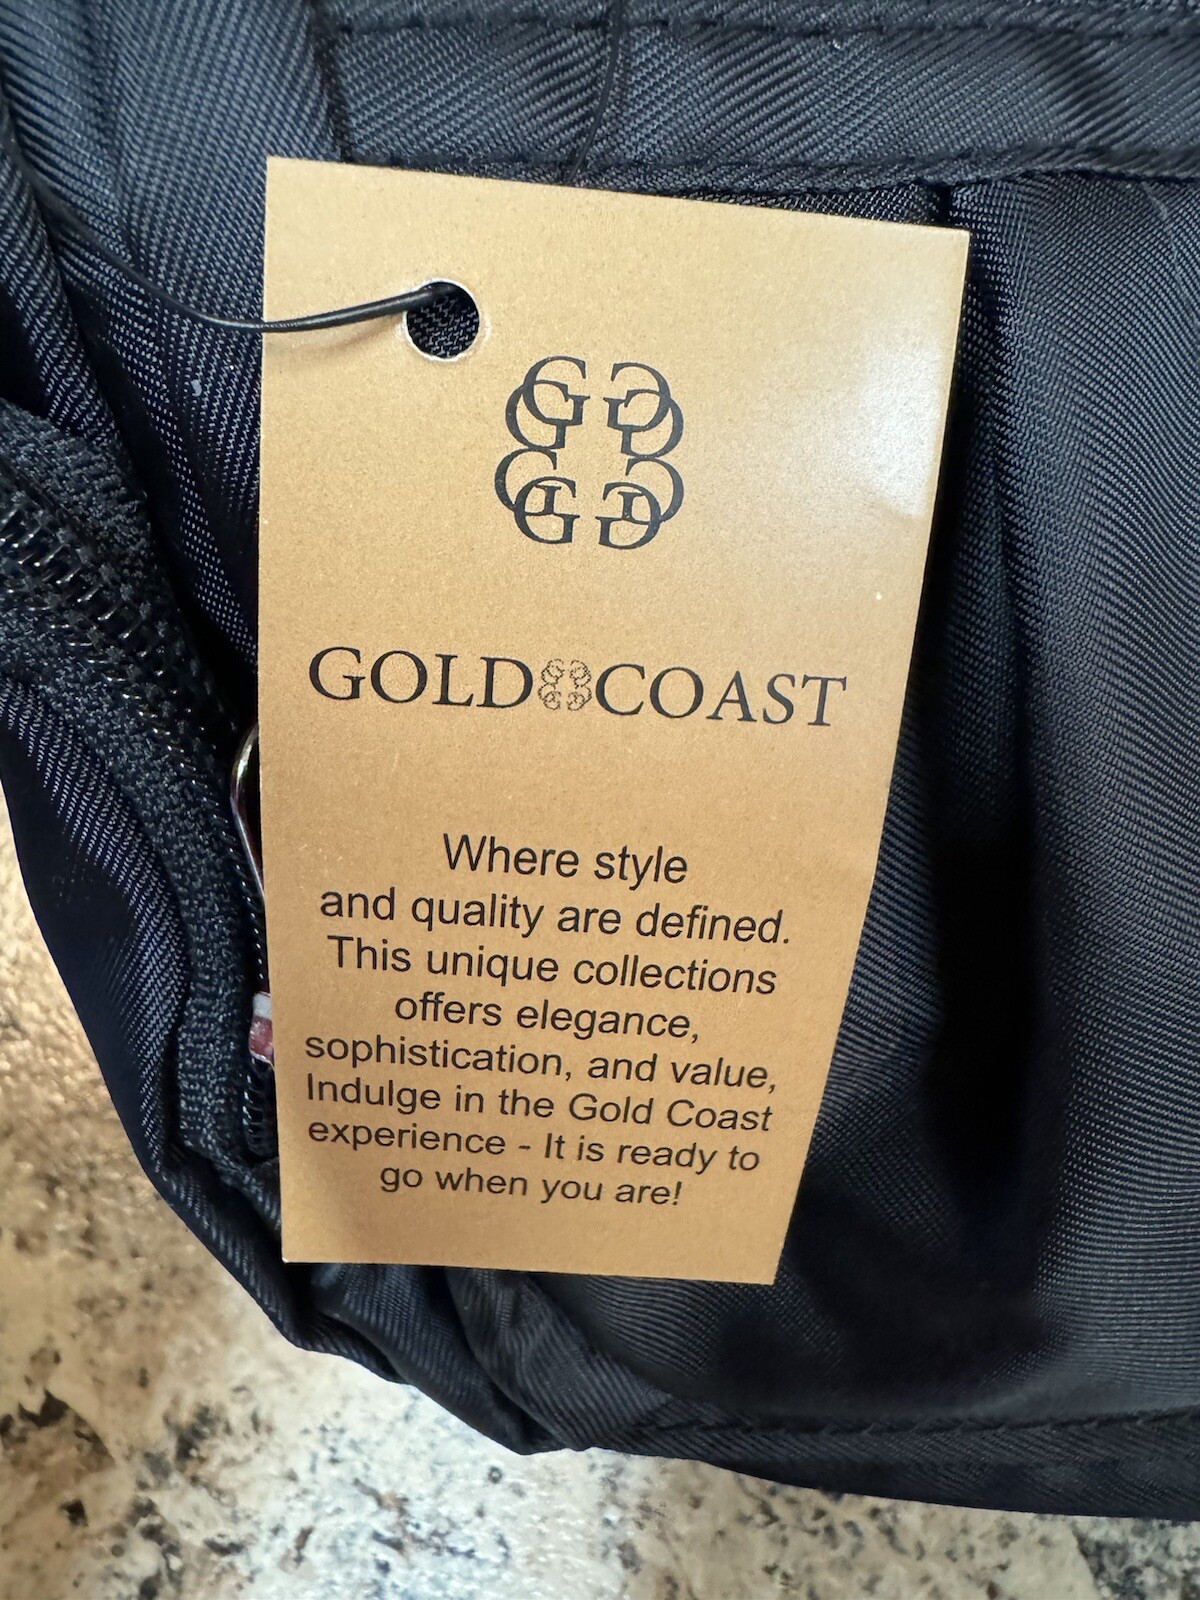 GOLD COAST
Where style
and quality are defined.
This unique collections
offers elegance,
sophistication, and value,
Indulge in the Gold Coast
experience - It is ready to
go when you are!